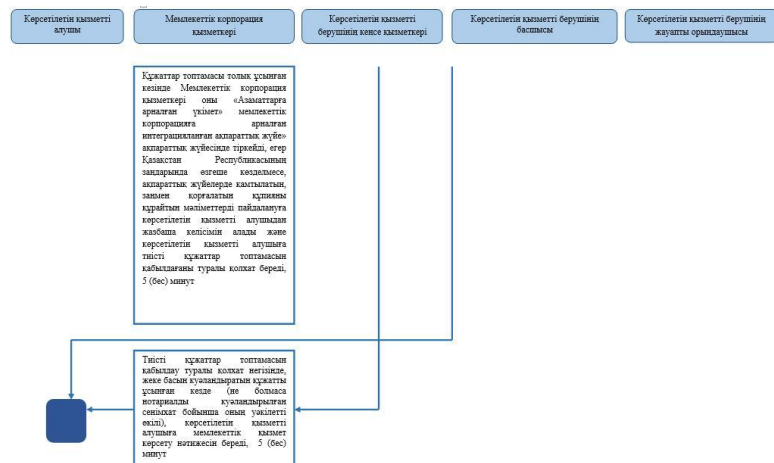 Көрсетілетін қызметті
алушы
Мемлекеттік корпорация
қызметкері
Көрсетілетін қызметті
берушінің кеңсе қызметкері
Көрсетілетін қызметті берушінің
басшысы
Көрсетілетін қызметті берушінің
жауапты орындаушысы
Құжаттар топтамасы толық ұсынған
кезінде Мемлекеттік корпорация
қызметкері оны «Азаматтарға
арналған үкімет» мемлекеттік
корпорацияға арналған
интеграцияланған ақпараттық жүйе»
ақпараттық жүйесінде тіркейді, егер
Қазақстан Республикасының
заңдарында өзгеше көзделмесе,
ақпараттық жүйелерде қамтылатын,
заңмен қорғалатын құпияны
құрайтын мәліметтерді пайдалануға
көрсетілетін қызметті алушыдан
жазбаша келісімін алады және
көрсетілетін қызметті алушыға
тиісті құжаттар топтамасын
қабылдағаны туралы қолхат береді,
5 (бес) минут
Тиісті құжаттар топтамасын
қабылдау туралы қолхат негізінде,
жеке басын куәландыратын құжатты
ұсынған кезде (не болмаса
нотариалды куәландырылған
сенімхат бойынша оның уәкілетті
өкілі), көрсетілетін қызметті
алушыға мемлекеттік қызмет
көрсету нәтижесін береді, 5 (бес)
минут